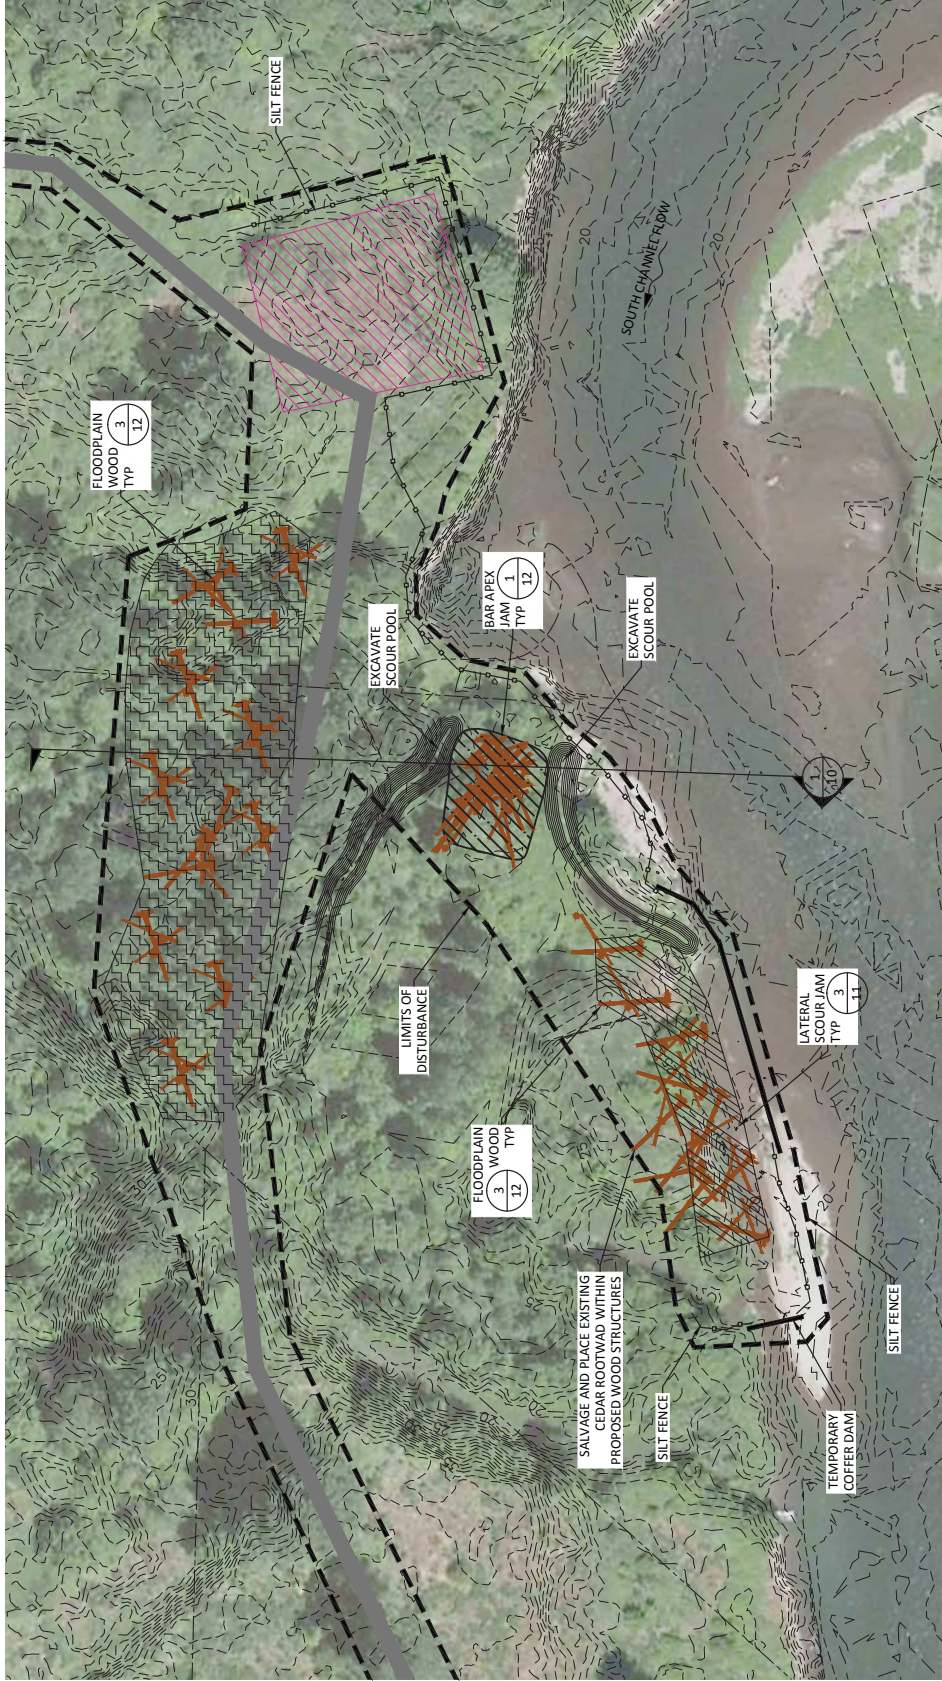 SILT FENCE
FLOODPLAIN
WOOD
TYP
3
12
SOUTH CHANNEL FLOW
20
20
25
EXCAVATE
SCOUR POOL
BAR APEX
JAM
TYP
1
12
EXCAVATE
SCOUR POOL
1
10
LIMITS OF
DISTURBANCE
LATERAL
SCOUR JAM
TYP
3
11
FLOODPLAIN
WOOD
TYP
3
12
SALVAGE AND PLACE EXISTING
CEDAR ROOTWAD WITHIN
PROPOSED WOOD STRUCTURES
20
SILT FENCE
SILT FENCE
TEMPORARY
COFFER DAM
25
30
20